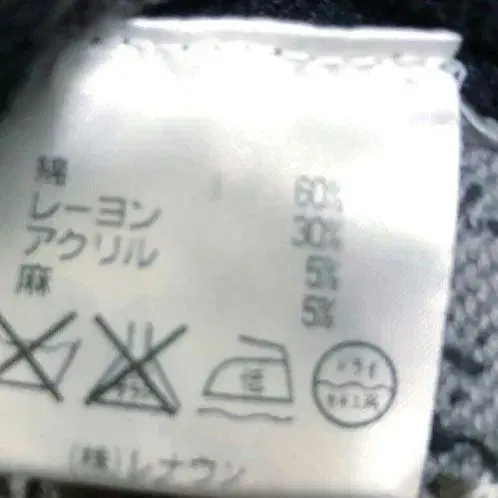 綿 60%
レーヨン 30%
アクリル 5%
麻 5%
ドライ
(株)レナウン